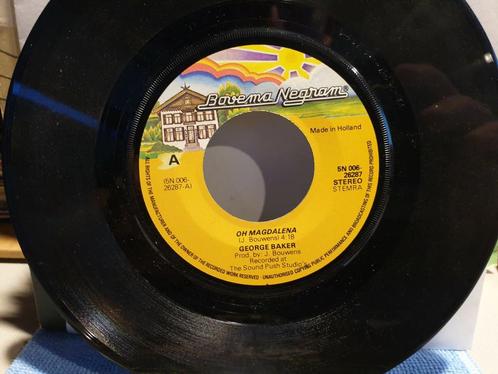 Bovema Negram
Made in Holland
A
(5N 006-
26287-A)
5N 006-
26287
STEREO
STEMRA
OH MAGDALENA
(J. Bouwens) 4:18
GEORGE BAKER
Prod. by: J. Bouwens
Recorded at:
The Sound Push Studio's
ALL RIGHTS OF THE MANUFACTURER AND OF THE OWNER OF THE RECORDED WORK RESERVED - UNAUTHORISED COPYING PUBLIC PERFORMANCE AND BROADCASTING OF THIS RECORD PROHIBITED